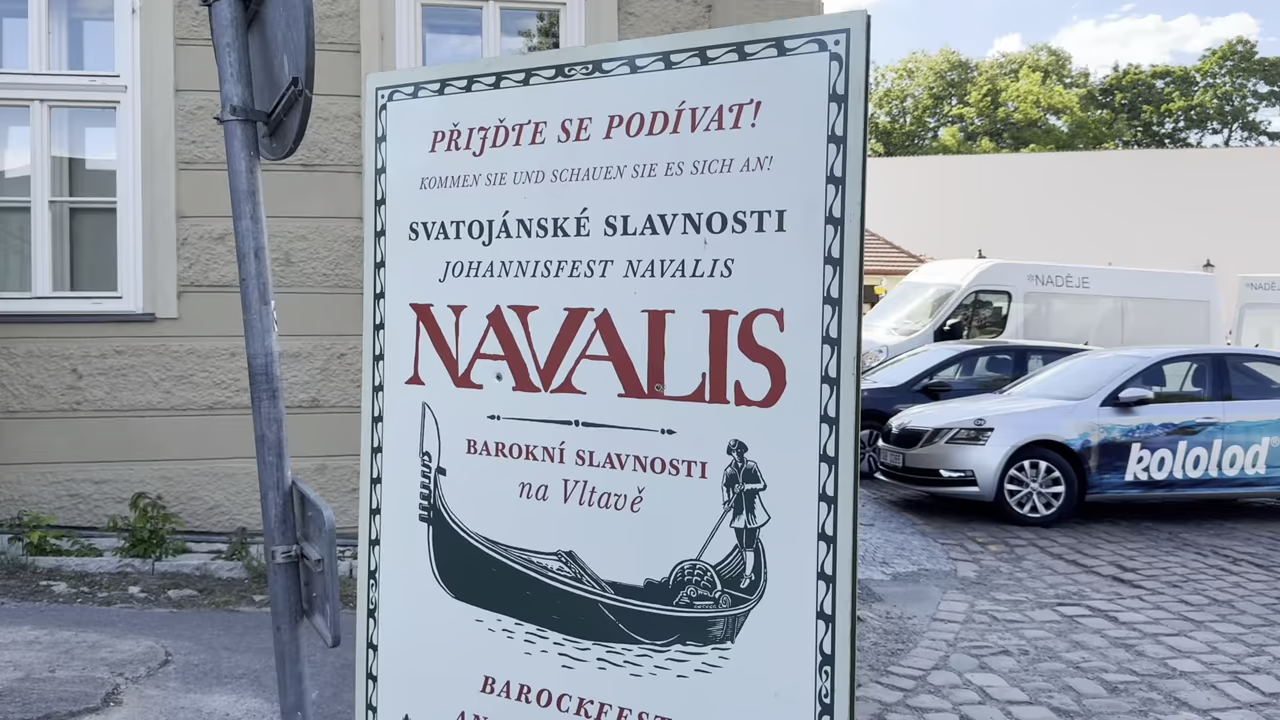 PŘIJĎTE SE PODÍVAT!
KOMMEN SIE UND SCHAUEN SIE ES SICH AN!
SVATOJÁNSKÉ SLAVNOSTI
JOHANNISFEST NAVALIS
NAVALIS
BAROKNÍ SLAVNOSTI
na Vltavě
BAROCKFEST
*NADĚJE
kololod